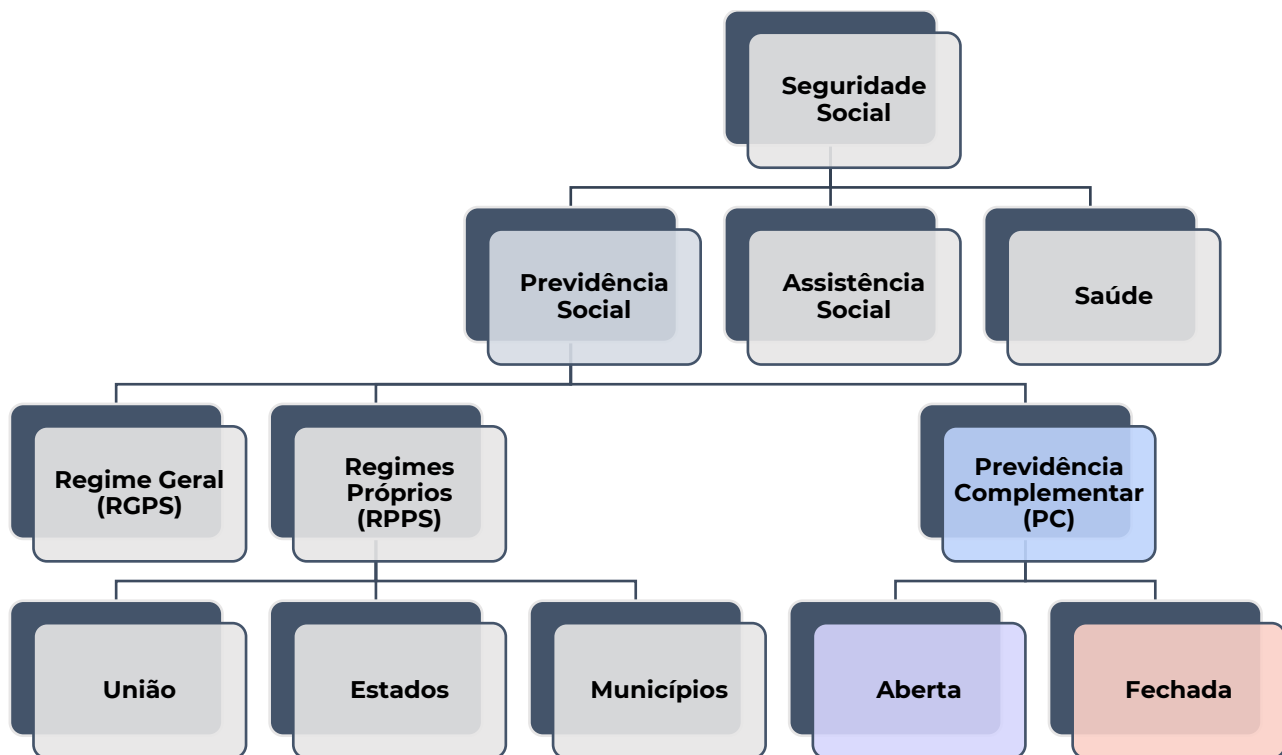 Seguridade
Social
Previdência
Social
Assistência
Social
Saúde
Regime Geral
(RGPS)
Regimes
Próprios
(RPPS)
Previdência
Complementar
(PC)
União
Estados
Municípios
Aberta
Fechada